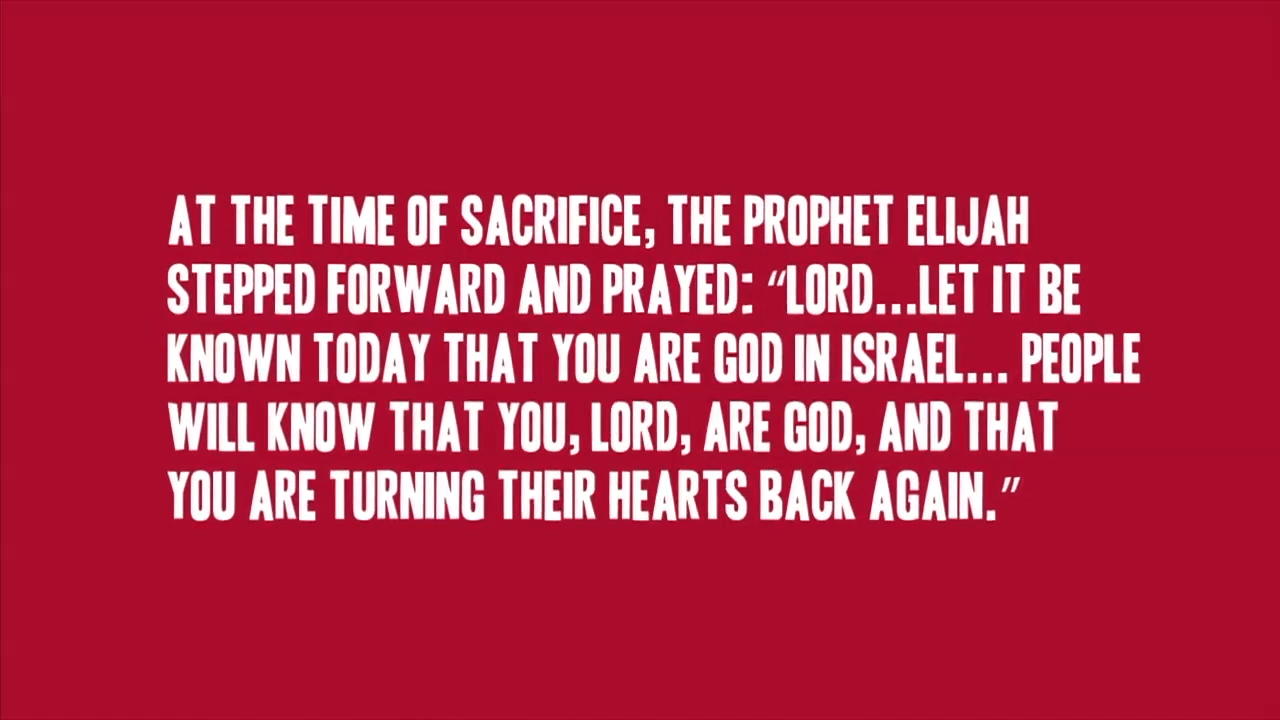 AT THE TIME OF SACRIFICE, THE PROPHET ELIJAH
STEPPED FORWARD AND PRAYED: “LORD...LET IT BE
KNOWN TODAY THAT YOU ARE GOD IN ISRAEL... PEOPLE
WILL KNOW THAT YOU, LORD, ARE GOD, AND THAT
YOU ARE TURNING THEIR HEARTS BACK AGAIN.”